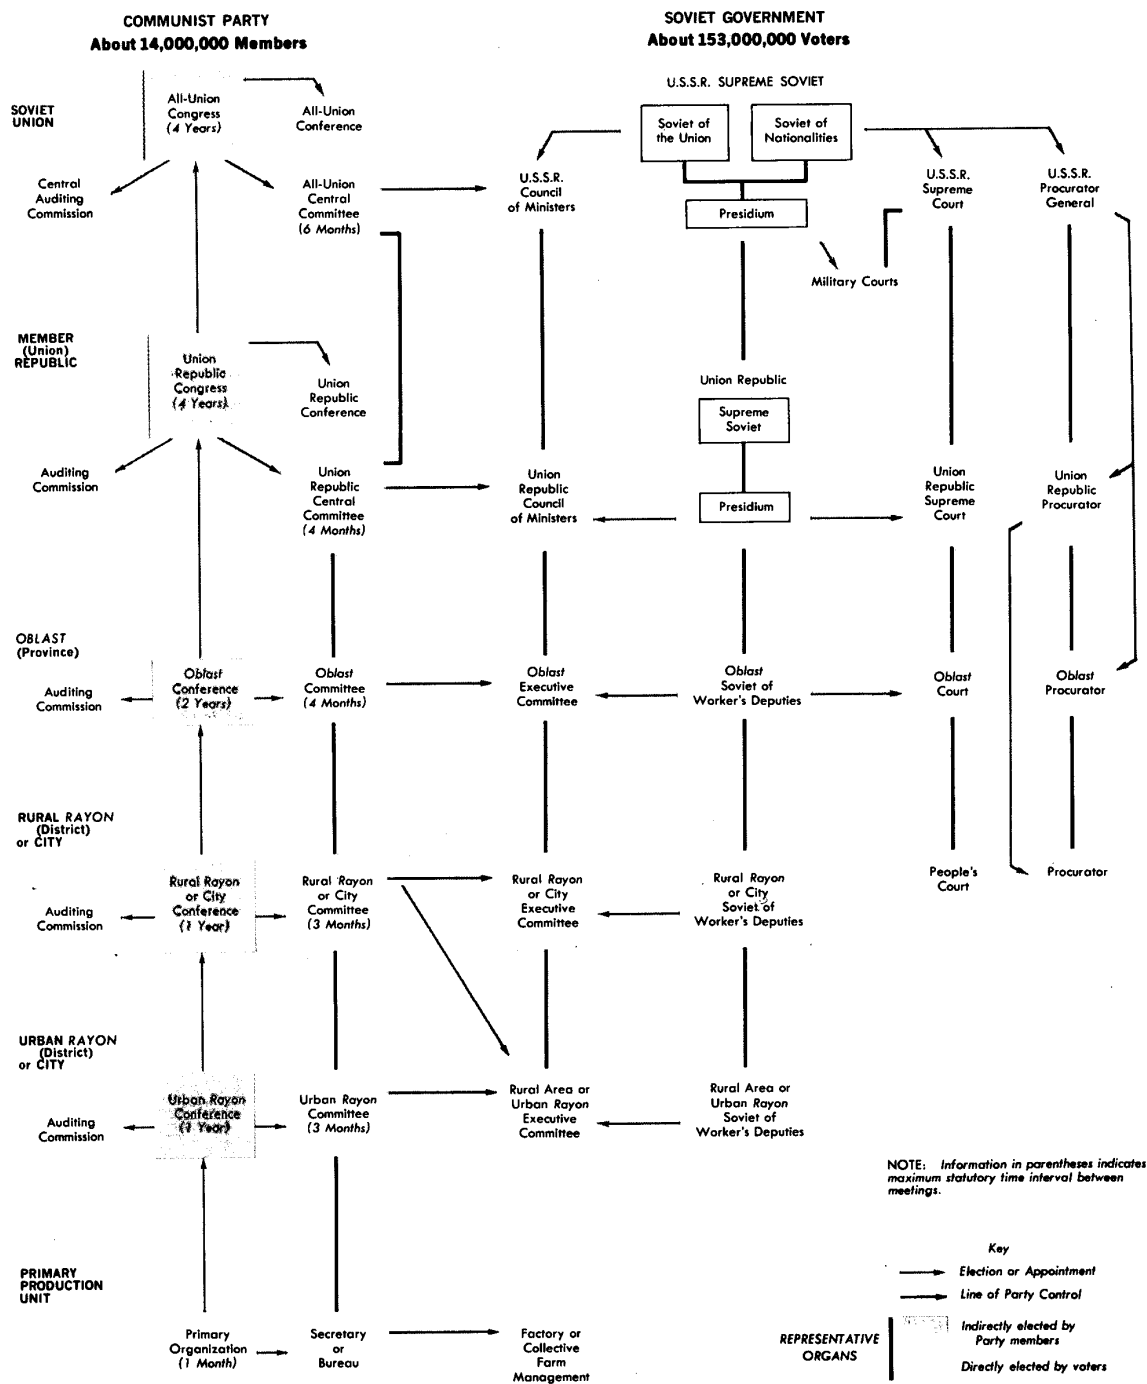 COMMUNIST PARTY
About 14,000,000 Members
SOVIET GOVERNMENT
About 153,000,000 Voters
SOVIET
UNION
All-Union
Congress
(4 Years)
All-Union
Conference
U.S.S.R. SUPREME SOVIET
Soviet of
the Union
Soviet of
Nationalities
Central
Auditing
Commission
All-Union
Central
Committee
(6 Months)
U.S.S.R.
Council
of Ministers
Presidium
U.S.S.R.
Supreme
Court
U.S.S.R.
Procurator
General
Military Courts
MEMBER
(Union)
REPUBLIC
Union
Republic
Congress
(4 Years)
Union
Republic
Conference
Union Republic
Supreme
Soviet
Auditing
Commission
Union
Republic
Central
Committee
(4 Months)
Union
Republic
Council
of Ministers
Presidium
Union
Republic
Supreme
Court
Union
Republic
Procurator
OBLAST
(Province)
Auditing
Commission
Oblast
Conference
(2 Years)
Oblast
Committee
(4 Months)
Oblast
Executive
Committee
Oblast
Soviet of
Worker's Deputies
Oblast
Court
Oblast
Procurator
RURAL RAYON
(District)
or CITY
Auditing
Commission
Rural Rayon
or City
Conference
(1 Year)
Rural Rayon
or City
Committee
(3 Months)
Rural Rayon
or City
Executive
Committee
Rural Rayon
or City
Soviet of
Worker's Deputies
People's
Court
Procurator
URBAN RAYON
(District)
or CITY
Auditing
Commission
Urban Rayon
Conference
(1 Year)
Urban Rayon
Committee
(3 Months)
Rural Area or
Urban Rayon
Executive
Committee
Rural Area or
Urban Rayon
Soviet of
Worker's Deputies
NOTE: Information in parentheses indicates
maximum statutory time interval between
meetings.
PRIMARY
PRODUCTION
UNIT
Primary
Organization
(1 Month)
Secretary
or
Bureau
Factory or
Collective
Farm
Management
Key
Election or Appointment
Line of Party Control
REPRESENTATIVE
ORGANS
Indirectly elected by
Party members
Directly elected by voters